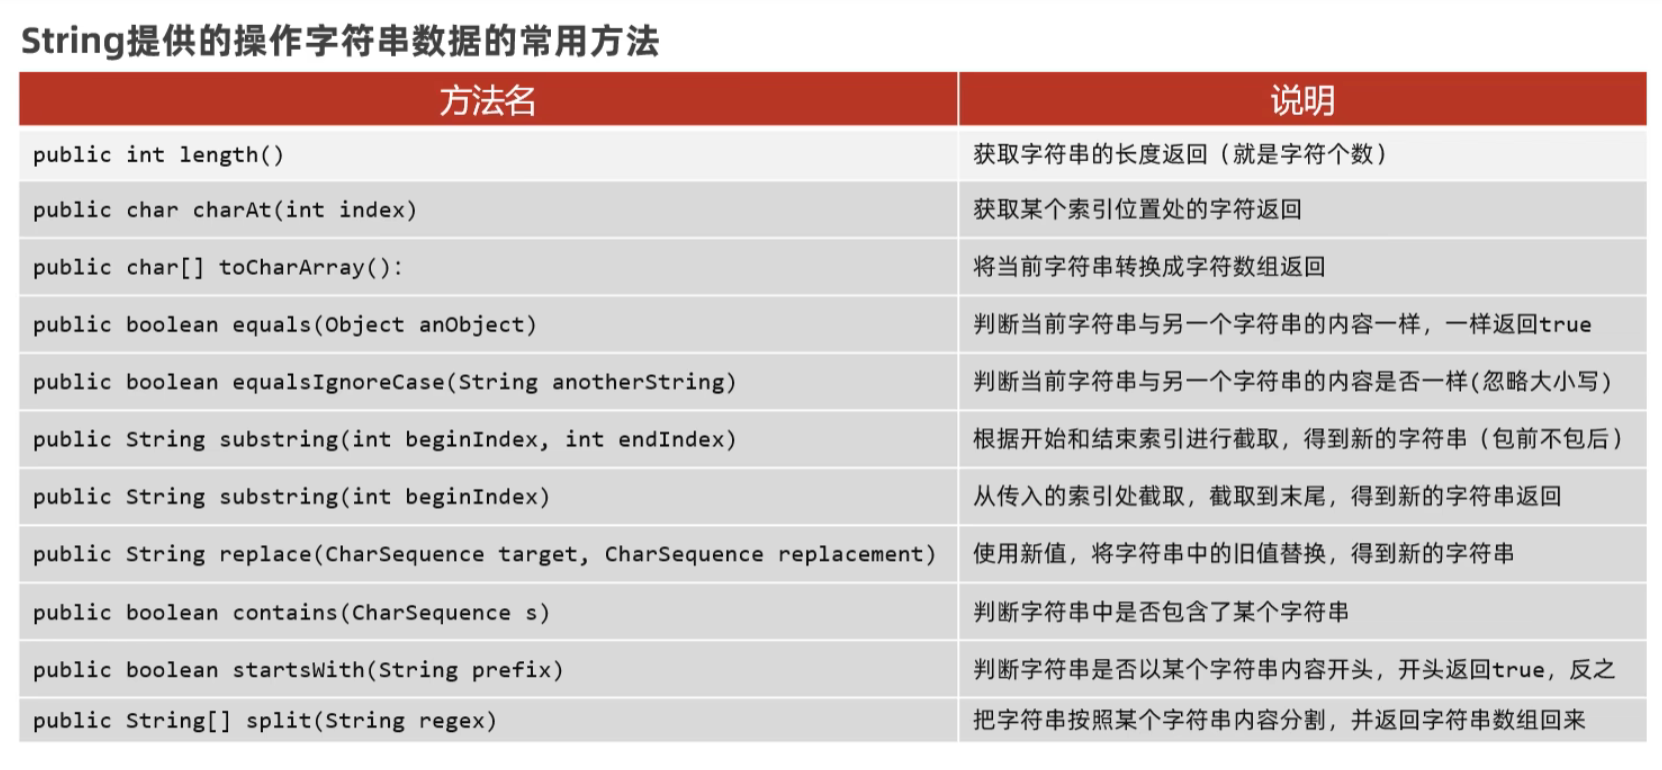 String提供的操作字符串数据的常用方法
方法名 说明
public int length() 获取字符串的长度返回（就是字符个数）
public char charAt(int index) 获取某个索引位置处的字符返回
public char[] toCharArray(): 将当前字符串转换成字符数组返回
public boolean equals(Object anObject) 判断当前字符串与另一个字符串的内容一样，一样返回true
public boolean equalsIgnoreCase(String anotherString) 判断当前字符串与另一个字符串的内容是否一样(忽略大小写)
public String substring(int beginIndex, int endIndex) 根据开始和结束索引进行截取，得到新的字符串（包前不包后）
public String substring(int beginIndex) 从传入的索引处截取，截取到末尾，得到新的字符串返回
public String replace(CharSequence target, CharSequence replacement) 使用新值，将字符串中的旧值替换，得到新的字符串
public boolean contains(CharSequence s) 判断字符串中是否包含了某个字符串
public boolean startsWith(String prefix) 判断字符串是否以某个字符串内容开头，开头返回true，反之
public String[] split(String regex) 把字符串按照某个字符串内容分割，并返回字符串数组回来